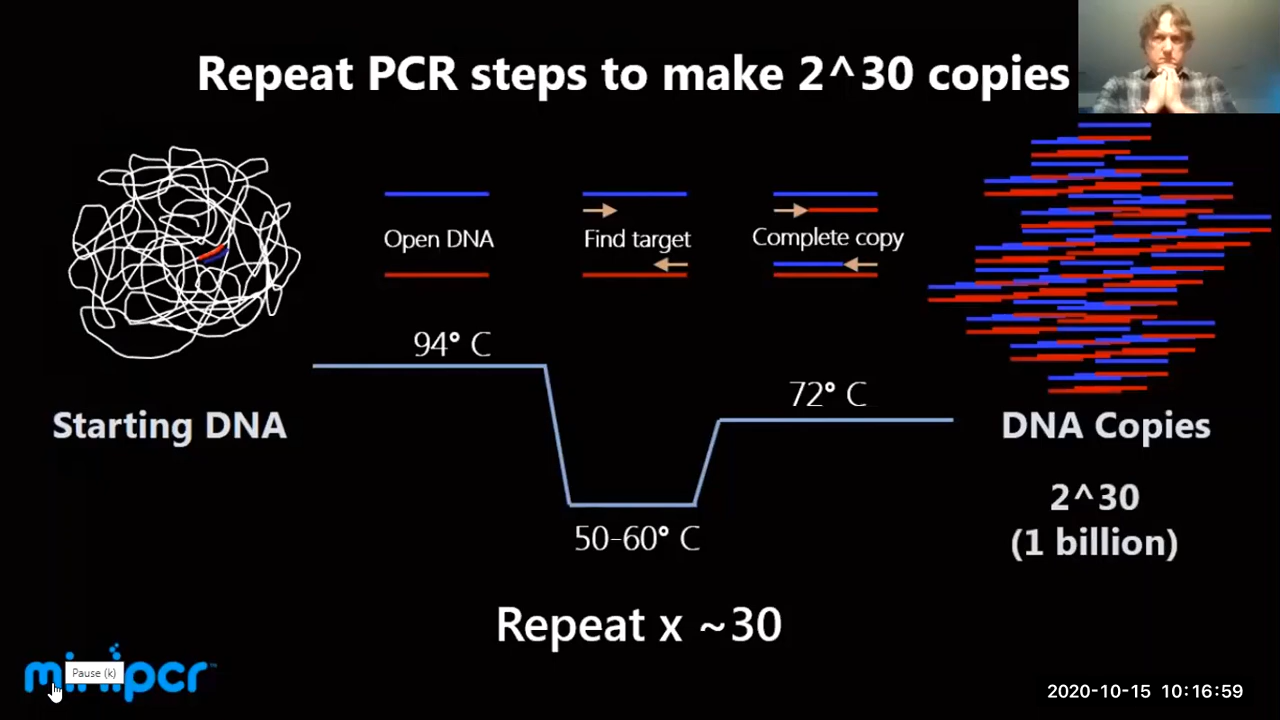 Repeat PCR steps to make 2^30 copies
Open DNA
Find target
Complete copy
94° C
72° C
Starting DNA
DNA Copies
2^30
(1 billion)
50-60° C
Repeat x ~30
minipcr™
Pause (k)
2020-10-15 10:16:59